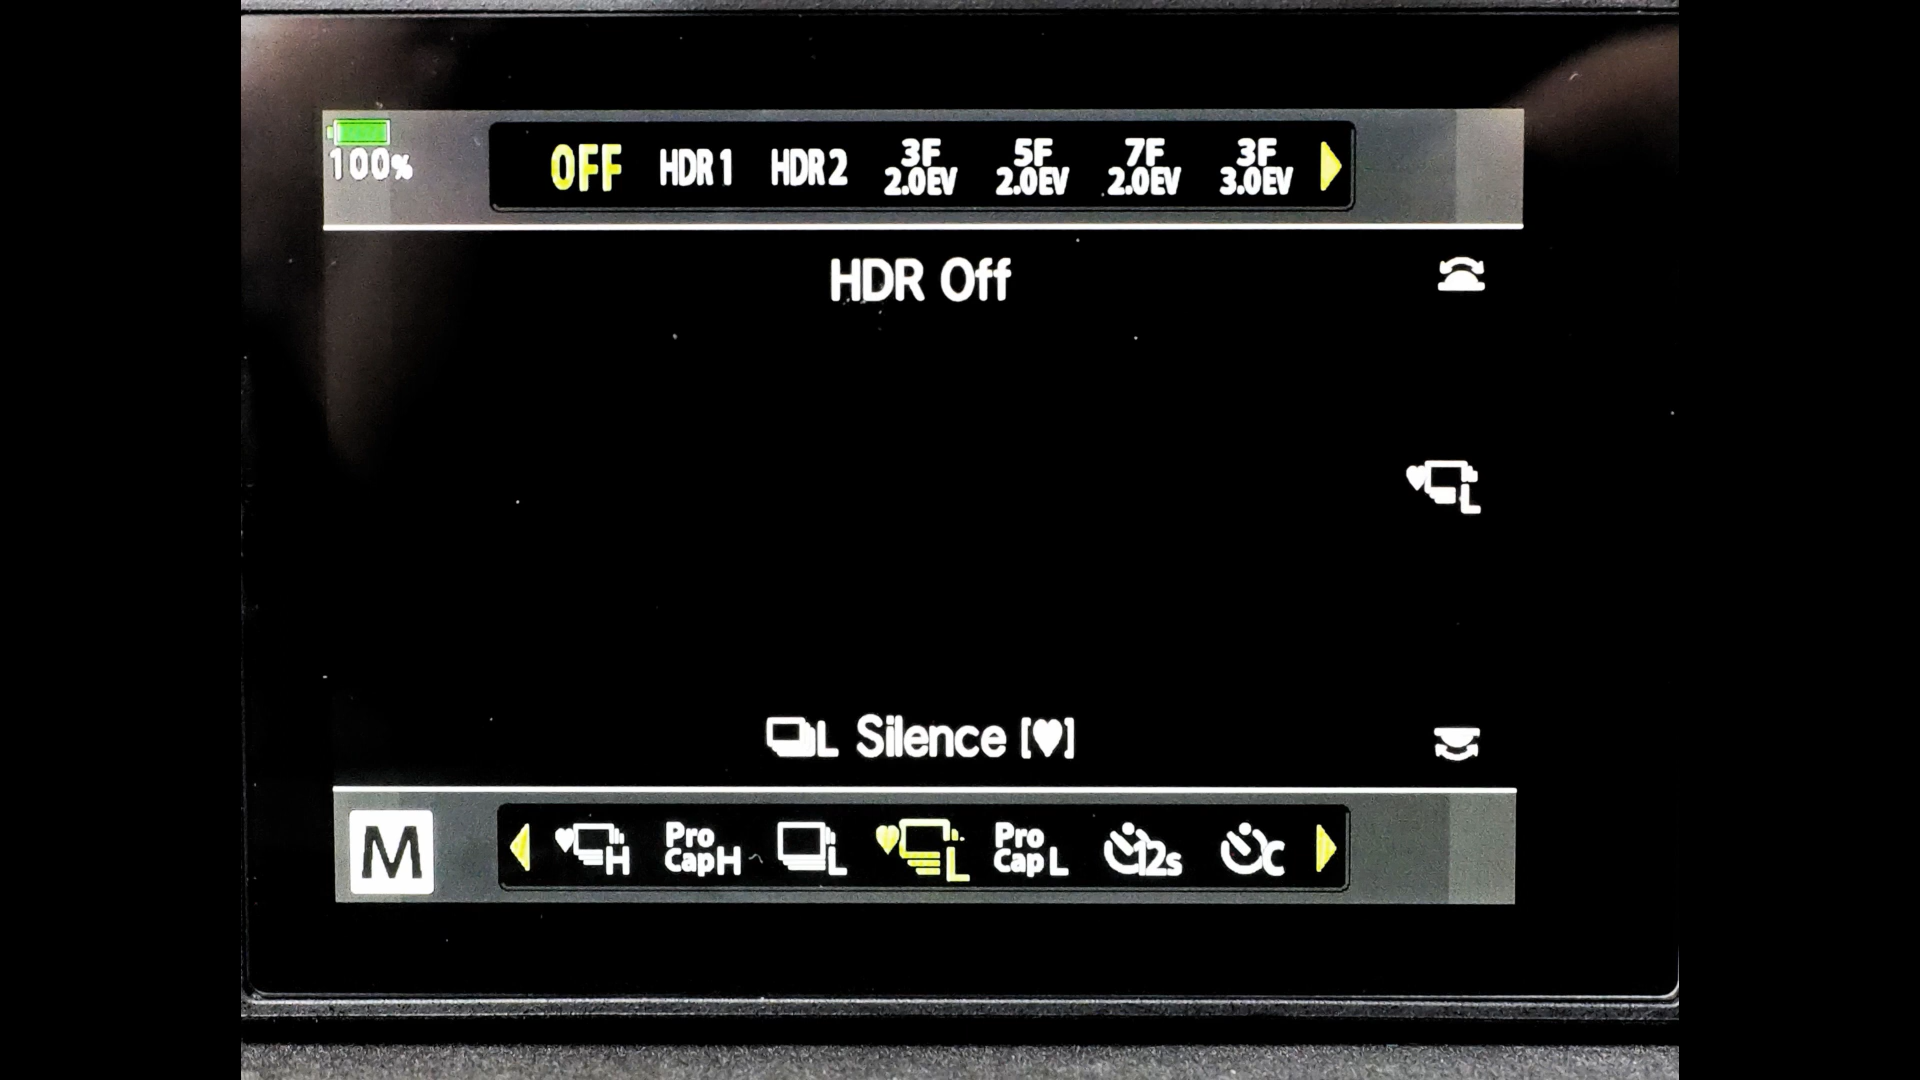 100%
OFF HDR1 HDR2 3F 2.0EV 5F 2.0EV 7F 2.0EV 3F 3.0EV
HDR Off
L
L Silence [♥]
M ♥H Pro Cap H L ♥L Pro Cap L 12s C